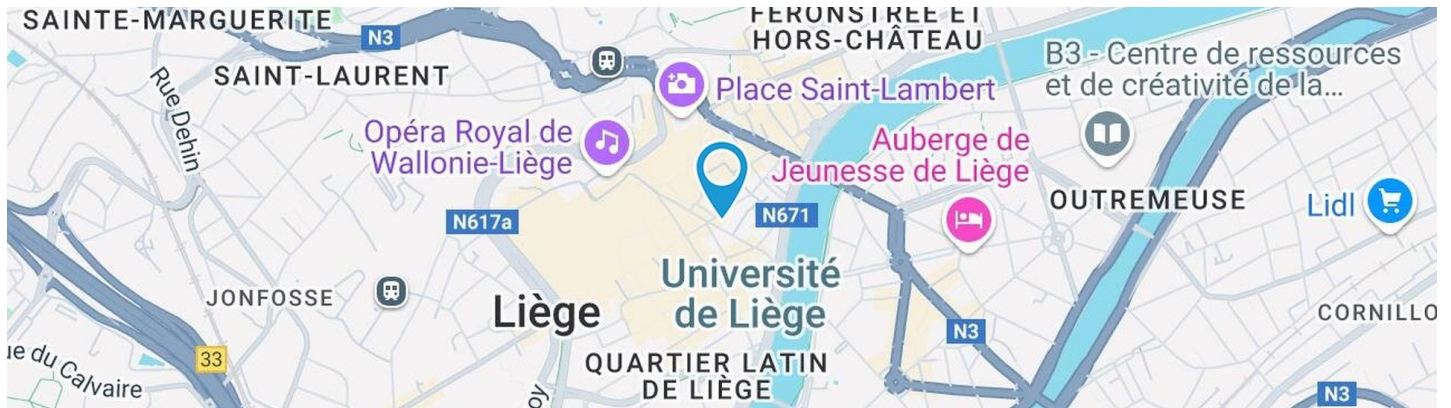 SAINTE-MARGUERITE
N3
FÉRONSTRÉE ET
HORS-CHÂTEAU
B3 - Centre de ressources
et de créativité de la...
SAINT-LAURENT
Place Saint-Lambert
Rue Dehin
Opéra Royal de
Wallonie-Liège
Auberge de
Jeunesse de Liège
OUTREMEUSE
Lidl
N617a
N671
Université
de Liège
JONFOSSE
Liège
CORNILLO
N3
33
QUARTIER LATIN
DE LIÈGE
ue du Calvaire
oy
N3